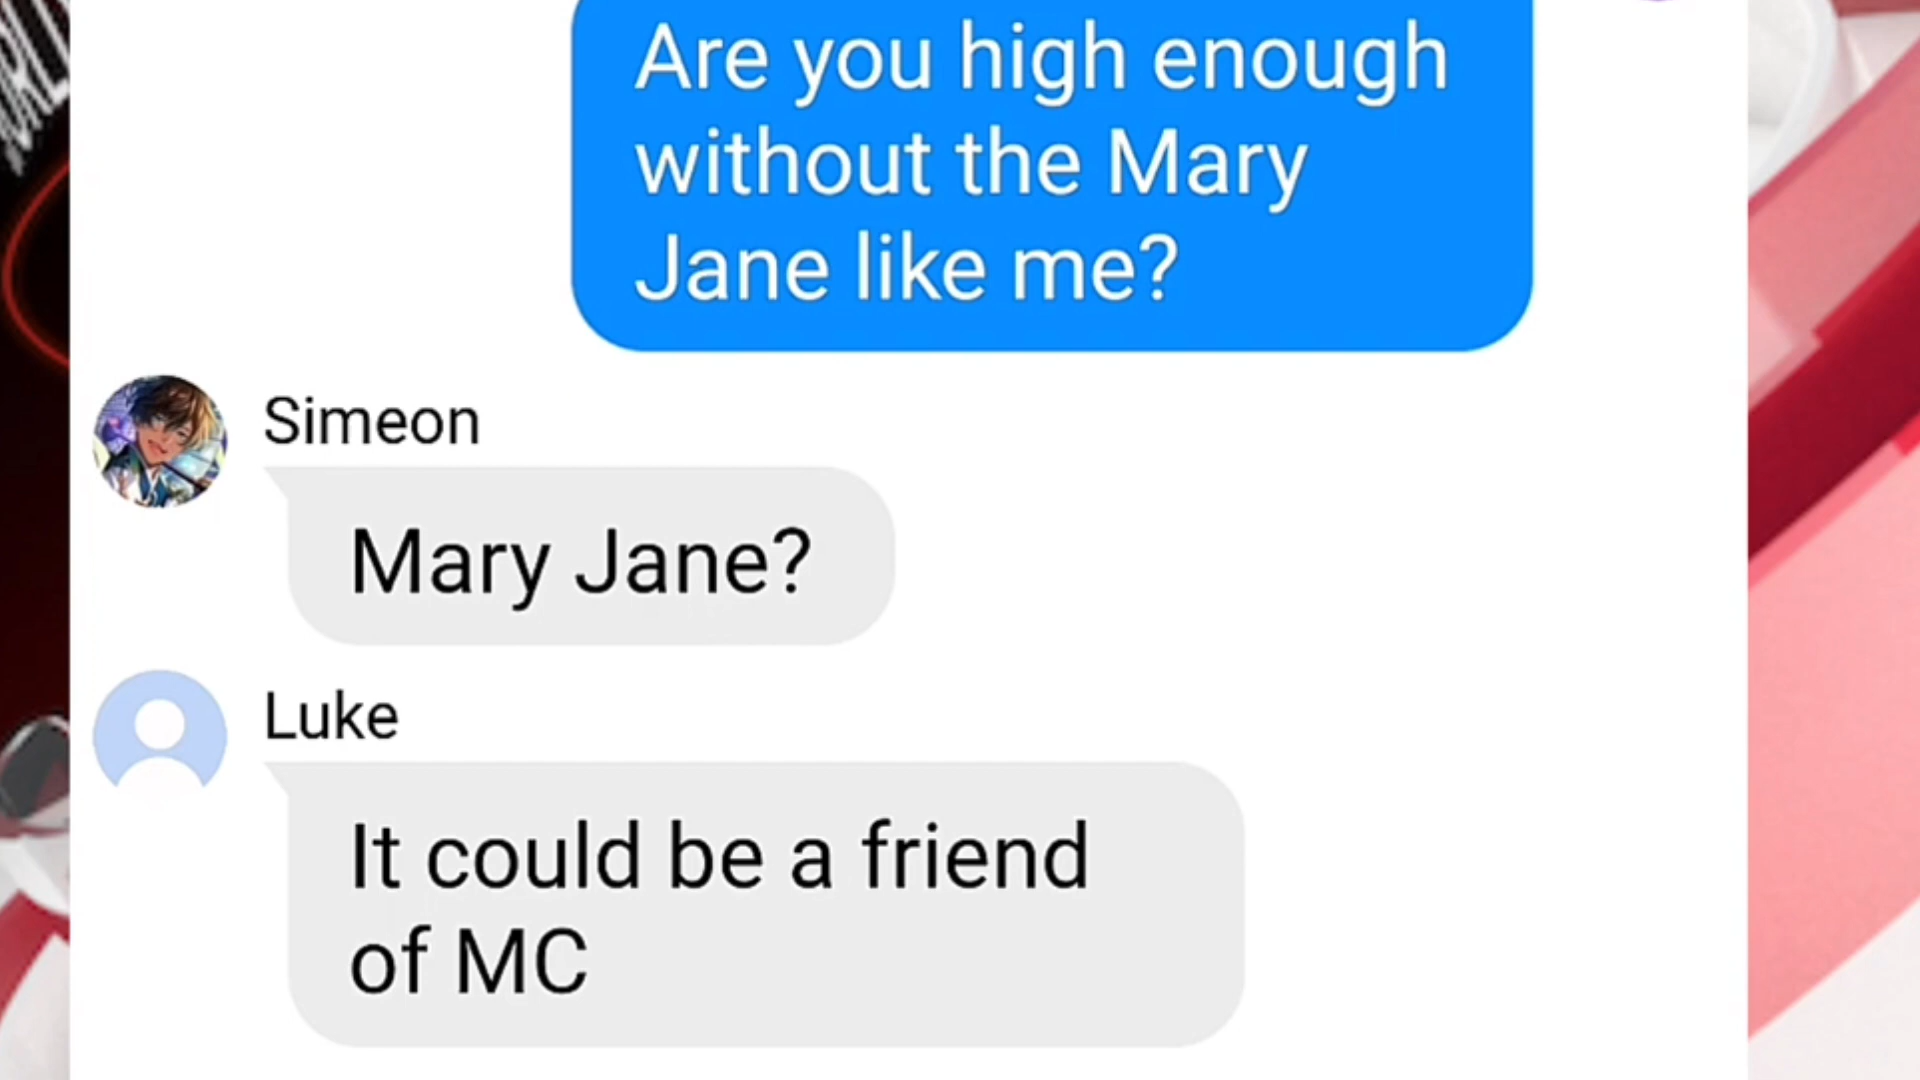 Are you high enough
without the Mary
Jane like me?
Simeon
Mary Jane?
Luke
It could be a friend
of MC